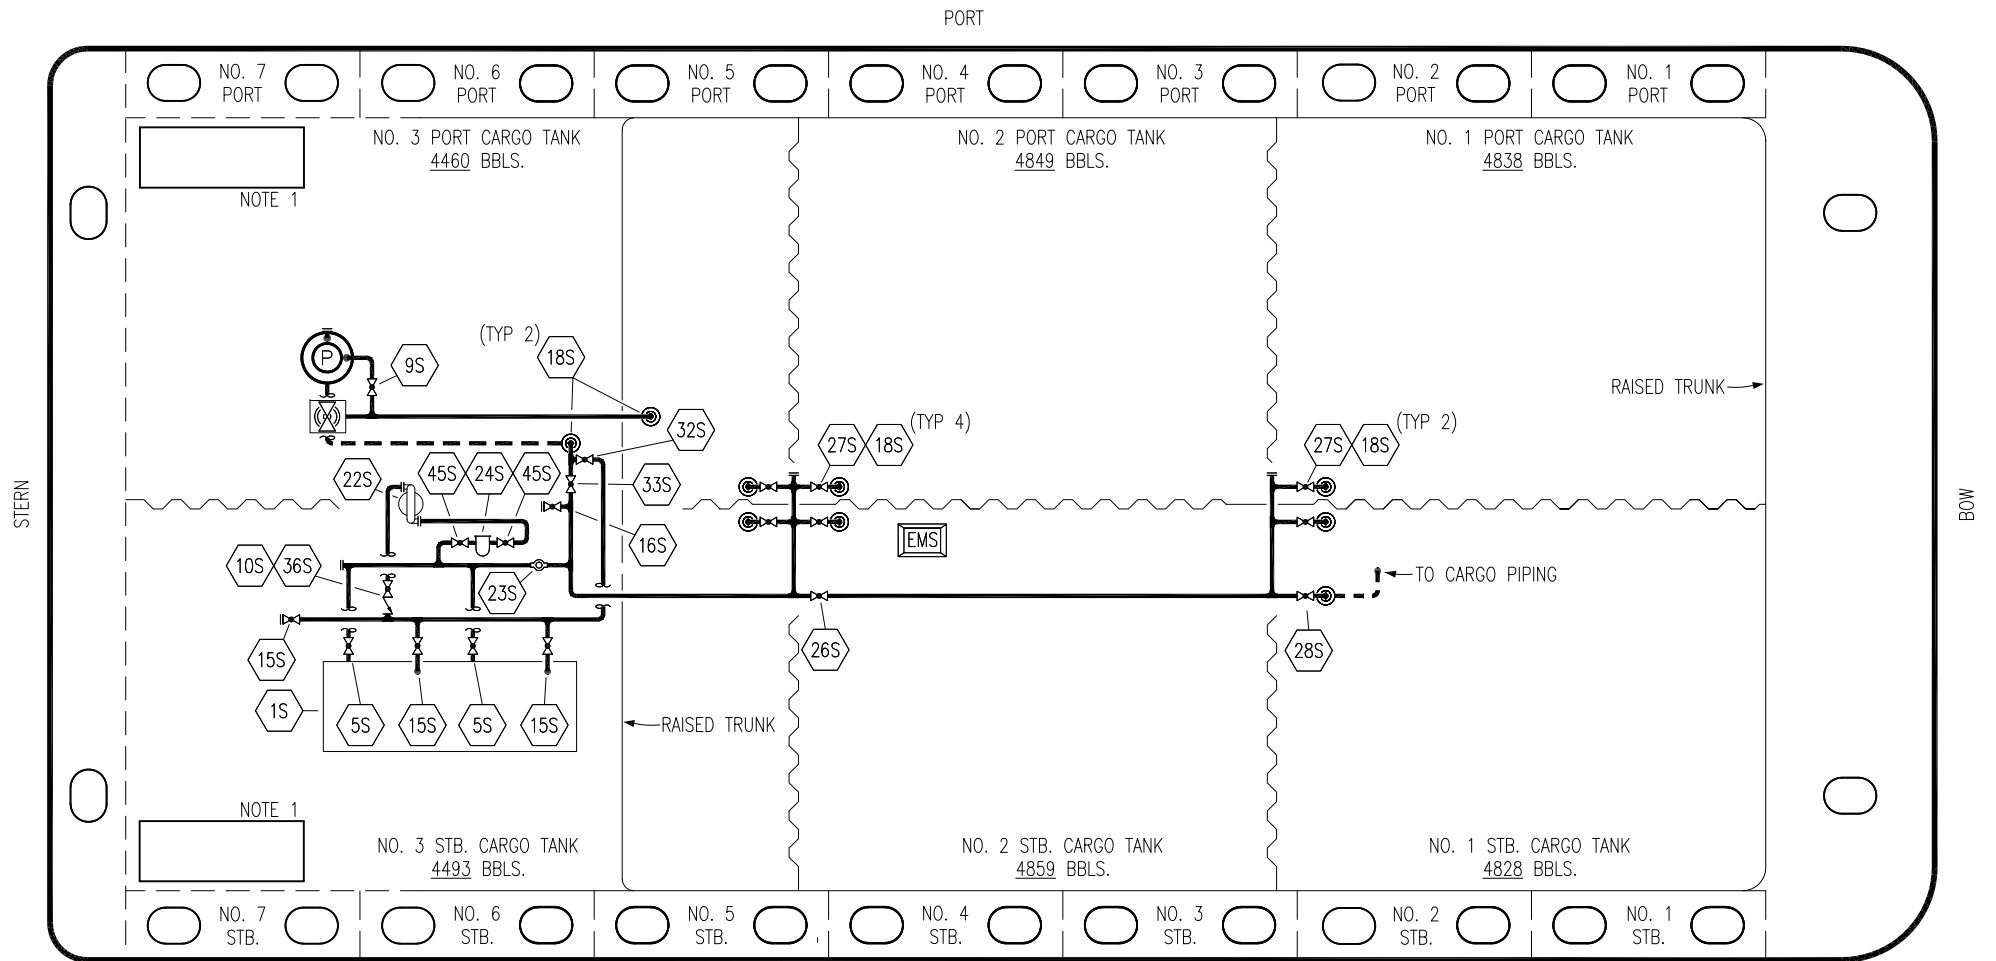 PORT
NO. 7
PORT
NO. 6
PORT
NO. 5
PORT
NO. 4
PORT
NO. 3
PORT
NO. 2
PORT
NO. 1
PORT
NO. 3 PORT CARGO TANK
4460 BBLS.
NO. 2 PORT CARGO TANK
4849 BBLS.
NO. 1 PORT CARGO TANK
4838 BBLS.
NOTE 1
(TYP 2)
P
9S
18S
RAISED TRUNK
32S
(TYP 4)
27S 18S
(TYP 2)
27S 18S
22S
45S 24S 45S
33S
STERN
BOW
16S
EMS
10S 36S
23S
TO CARGO PIPING
15S
26S
28S
1S
5S
15S
5S
15S
RAISED TRUNK
NOTE 1
NO. 3 STB. CARGO TANK
4493 BBLS.
NO. 2 STB. CARGO TANK
4859 BBLS.
NO. 1 STB. CARGO TANK
4828 BBLS.
NO. 7
STB.
NO. 6
STB.
NO. 5
STB.
NO. 4
STB.
NO. 3
STB.
NO. 2
STB.
NO. 1
STB.